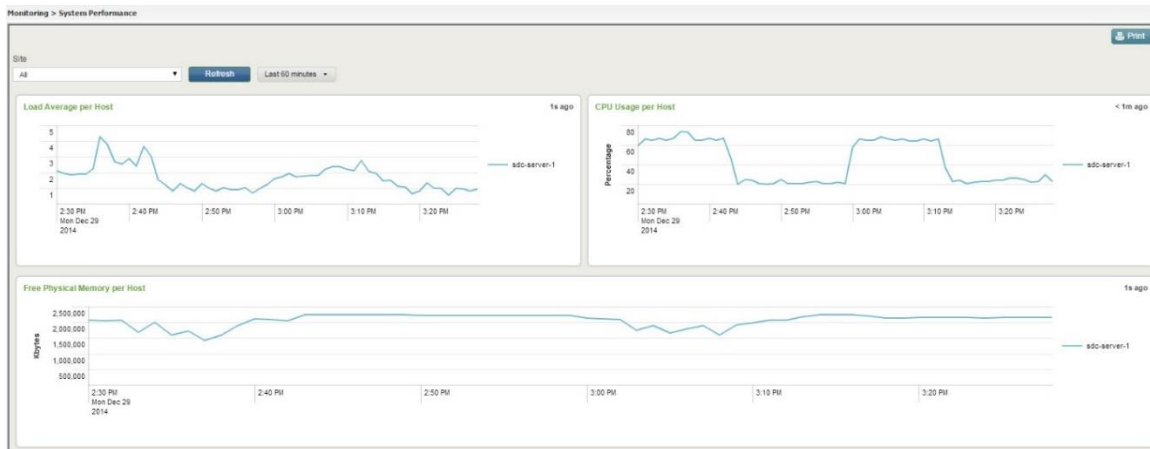 Monitoring > System Performance
Print
Site
All
Refresh
Last 60 minutes
Load Average per Host
1s ago
5
4
3
2
1
sdc-server-1
2:30 PM
Mon Dec 29
2014
2:40 PM
2:50 PM
3:00 PM
3:10 PM
3:20 PM
CPU Usage per Host
< 1m ago
Percentage
80
60
40
20
sdc-server-1
2:30 PM
Mon Dec 29
2014
2:40 PM
2:50 PM
3:00 PM
3:10 PM
3:20 PM
Free Physical Memory per Host
1s ago
Kbytes
2,500,000
2,000,000
1,500,000
1,000,000
500,000
sdc-server-1
2:30 PM
Mon Dec 29
2014
2:40 PM
2:50 PM
3:00 PM
3:10 PM
3:20 PM